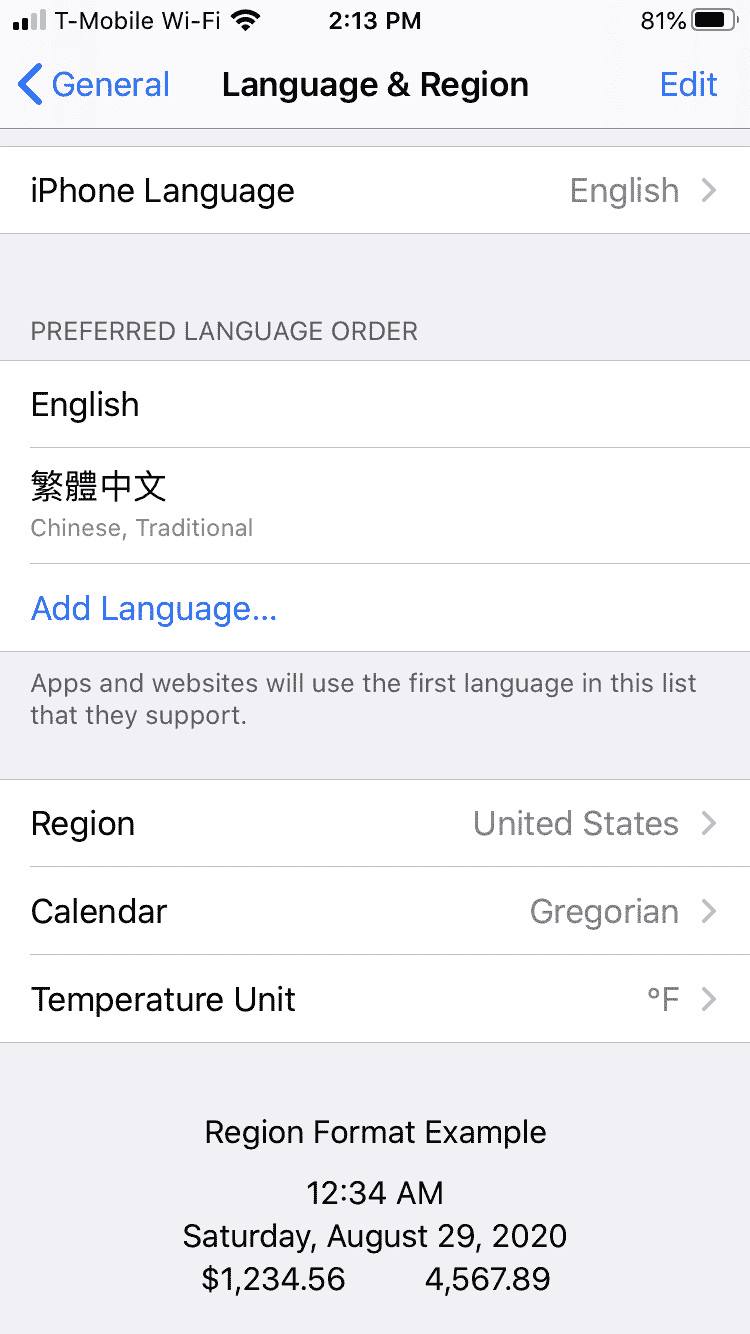 T-Mobile Wi-Fi 2:13 PM 81%
General Language & Region Edit
iPhone Language English
PREFERRED LANGUAGE ORDER
English
繁體中文
Chinese, Traditional
Add Language...
Apps and websites will use the first language in this list
that they support.
Region United States
Calendar Gregorian
Temperature Unit °F
Region Format Example
12:34 AM
Saturday, August 29, 2020
$1,234.56 4,567.89